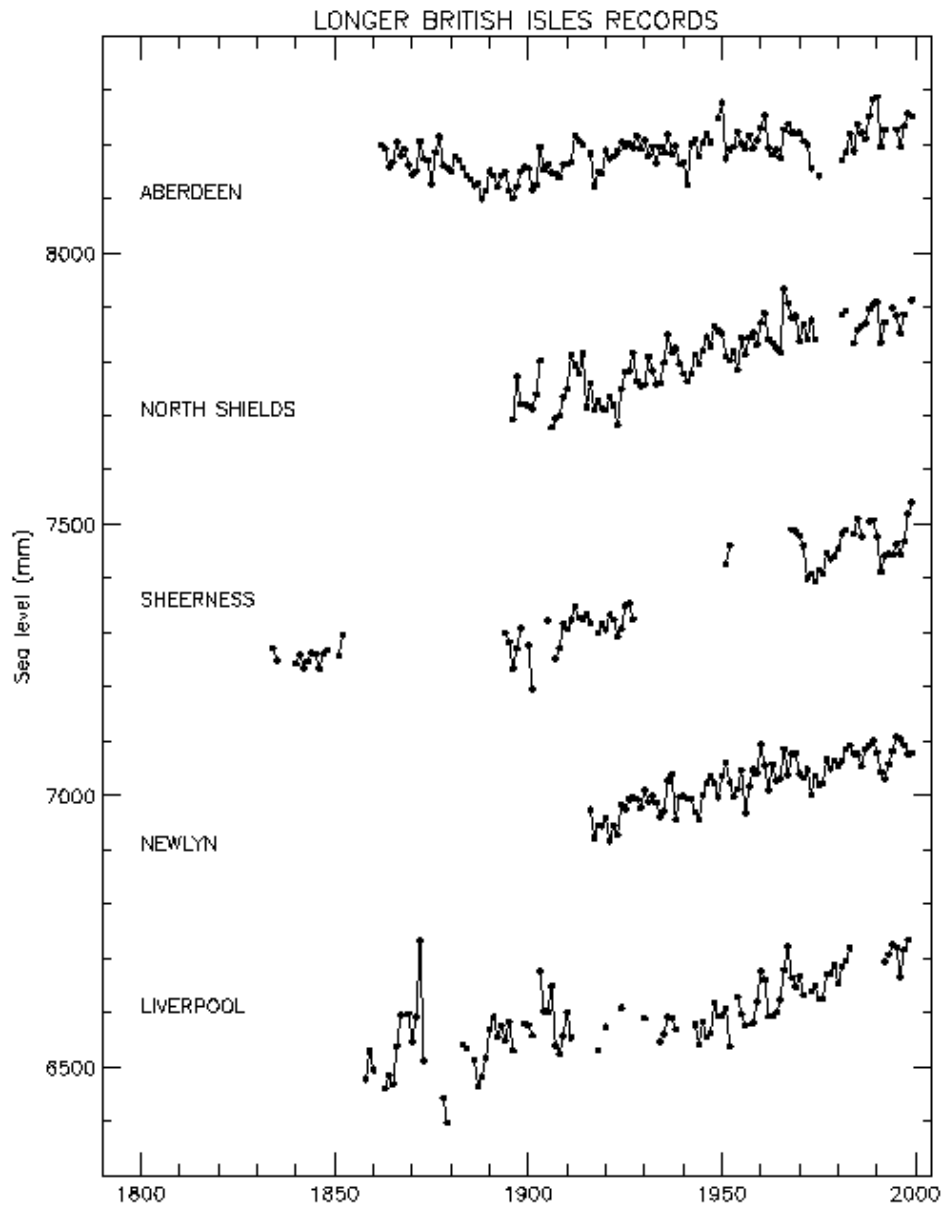 LONGER BRITISH ISLES RECORDS
ABERDEEN
8000
NORTH SHIELDS
7500
SHEERNESS
Sea level (mm)
7000
NEWLYN
LIVERPOOL
6500
1800 1850 1900 1950 2000